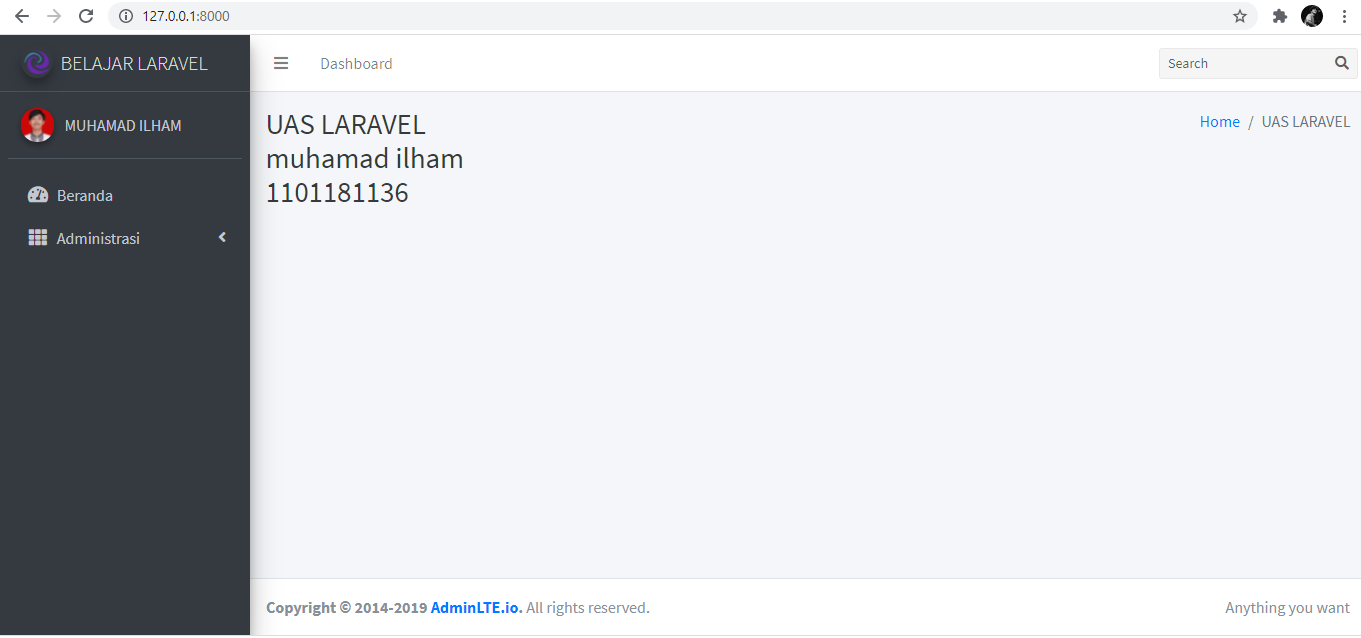 127.0.0.1:8000
BELAJAR LARAVEL
Dashboard
Search
MUHAMAD ILHAM
Beranda
Administrasi
UAS LARAVEL
muhamad ilham
1101181136
Home / UAS LARAVEL
Copyright © 2014-2019 AdminLTE.io. All rights reserved.
Anything you want